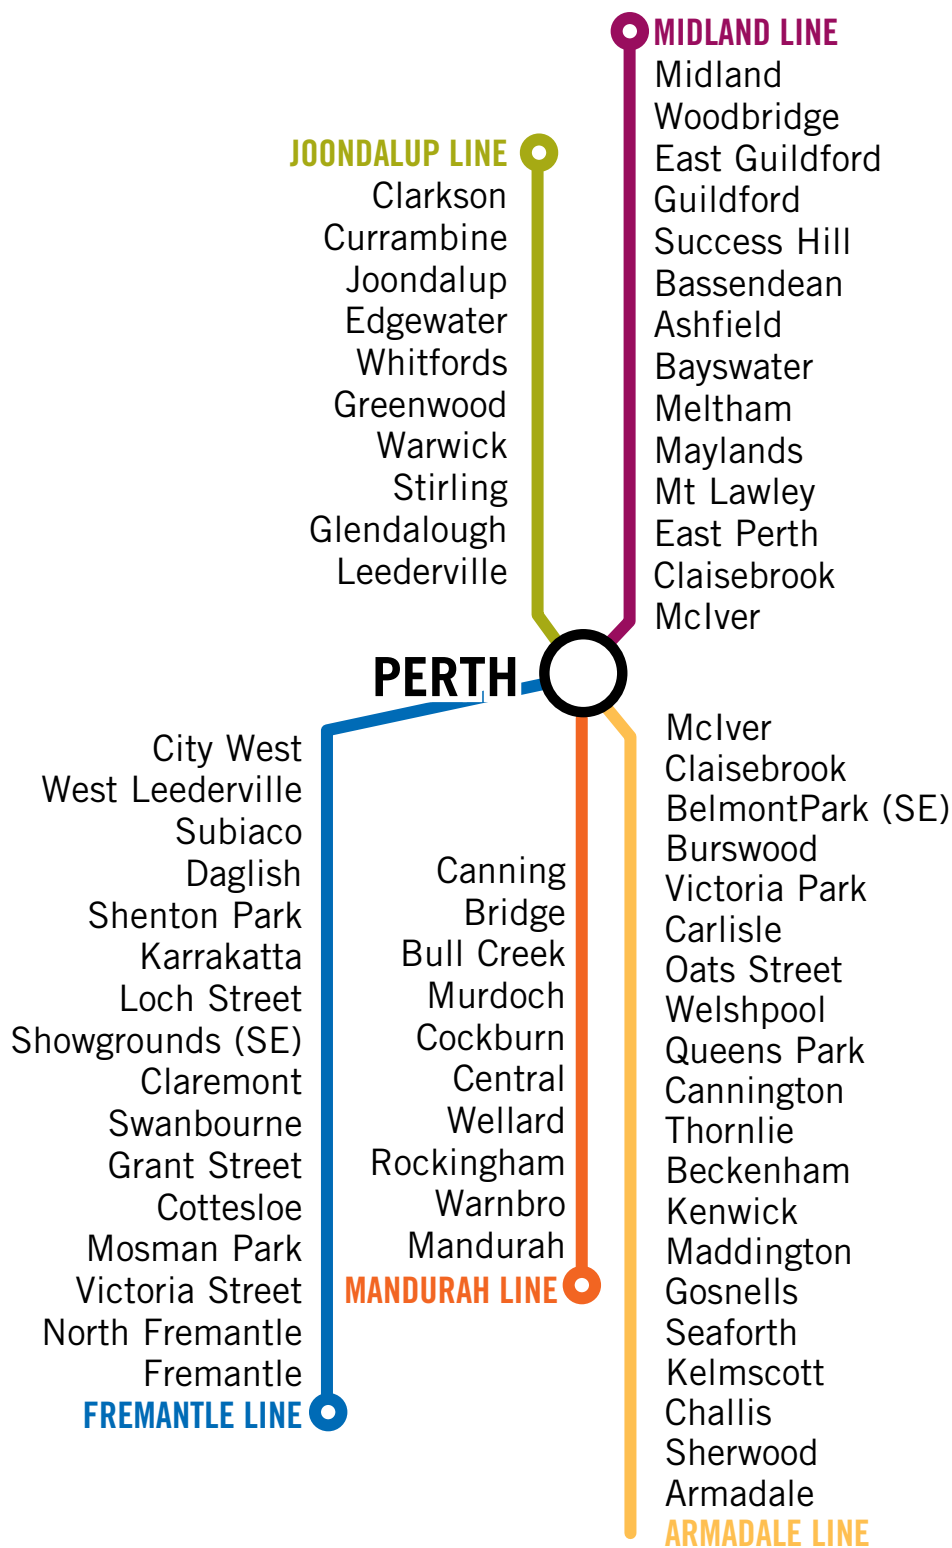 MIDLAND LINE
Midland
Woodbridge
East Guildford
Guildford
Success Hill
Bassendean
Ashfield
Bayswater
Meltham
Maylands
Mt Lawley
East Perth
Claisebrook
McIver
JOONDALUP LINE
Clarkson
Currambine
Joondalup
Edgewater
Whitfords
Greenwood
Warwick
Stirling
Glendalough
Leederville
PERTH
City West
West Leederville
Subiaco
Daglish
Shenton Park
Karrakatta
Loch Street
Showgrounds (SE)
Claremont
Swanbourne
Grant Street
Cottesloe
Mosman Park
Victoria Street
North Fremantle
Fremantle
FREMANTLE LINE
Canning
Bridge
Bull Creek
Murdoch
Cockburn
Central
Wellard
Rockingham
Warnbro
Mandurah
MANDURAH LINE
McIver
Claisebrook
BelmontPark (SE)
Burswood
Victoria Park
Carlisle
Oats Street
Welshpool
Queens Park
Cannington
Thornlie
Beckenham
Kenwick
Maddington
Gosnells
Seaforth
Kelmscott
Challis
Sherwood
Armadale
ARMADALE LINE